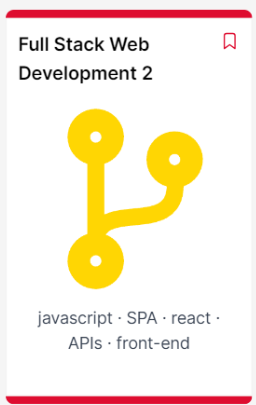 Full Stack Web
Development 2
javascript · SPA · react ·
APIs · front-end